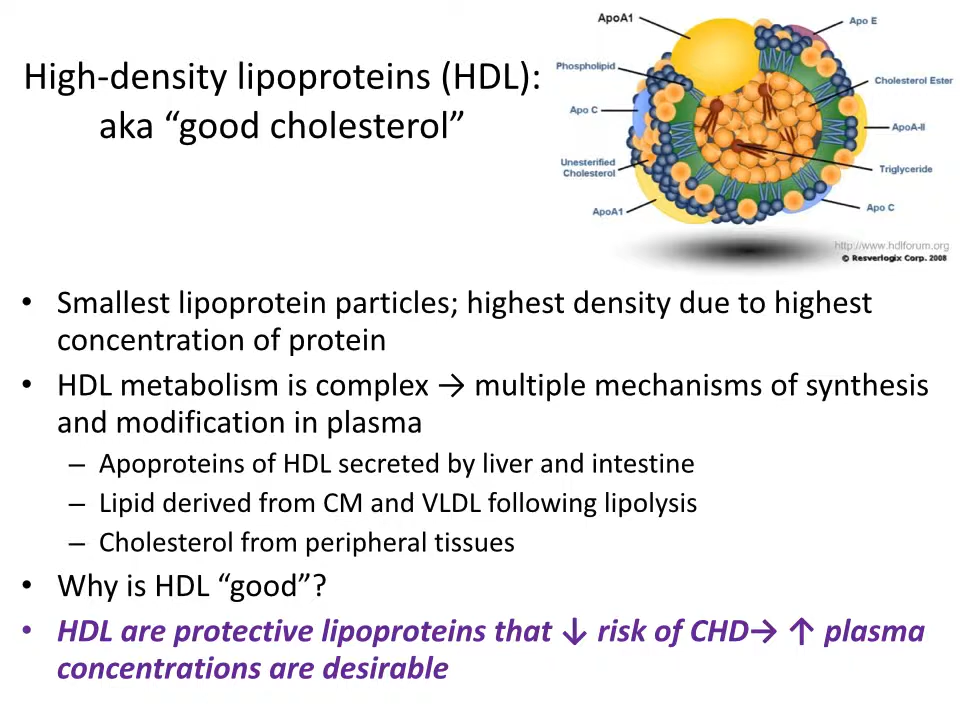 High-density lipoproteins (HDL):
aka “good cholesterol”
ApoA1
Apo E
Phospholipid
Cholesterol Ester
Apo C
ApoA-II
Unesterified
Cholesterol
Triglyceride
ApoA1
Apo C
http://www.hdlforum.org
© Resverlogix Corp. 2008
• Smallest lipoprotein particles; highest density due to highest
concentration of protein
• HDL metabolism is complex → multiple mechanisms of synthesis
and modification in plasma
– Apoproteins of HDL secreted by liver and intestine
– Lipid derived from CM and VLDL following lipolysis
– Cholesterol from peripheral tissues
• Why is HDL “good”?
• HDL are protective lipoproteins that ↓ risk of CHD→ ↑ plasma
concentrations are desirable